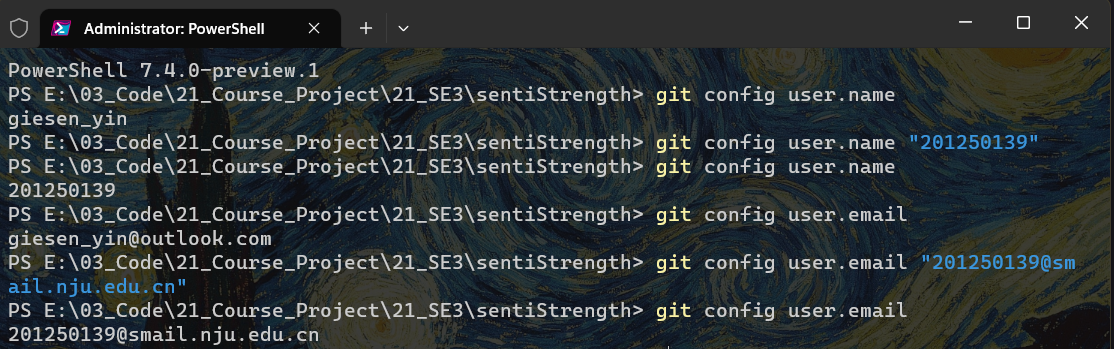 Administrator: PowerShell
PowerShell 7.4.0-preview.1
PS E:\03_Code\21_Course_Project\21_SE3\sentiStrength> git config user.name
giesen_yin
PS E:\03_Code\21_Course_Project\21_SE3\sentiStrength> git config user.name "201250139"
PS E:\03_Code\21_Course_Project\21_SE3\sentiStrength> git config user.name
201250139
PS E:\03_Code\21_Course_Project\21_SE3\sentiStrength> git config user.email
giesen_yin@outlook.com
PS E:\03_Code\21_Course_Project\21_SE3\sentiStrength> git config user.email "201250139@sm
ail.nju.edu.cn"
PS E:\03_Code\21_Course_Project\21_SE3\sentiStrength> git config user.email
201250139@smail.nju.edu.cn